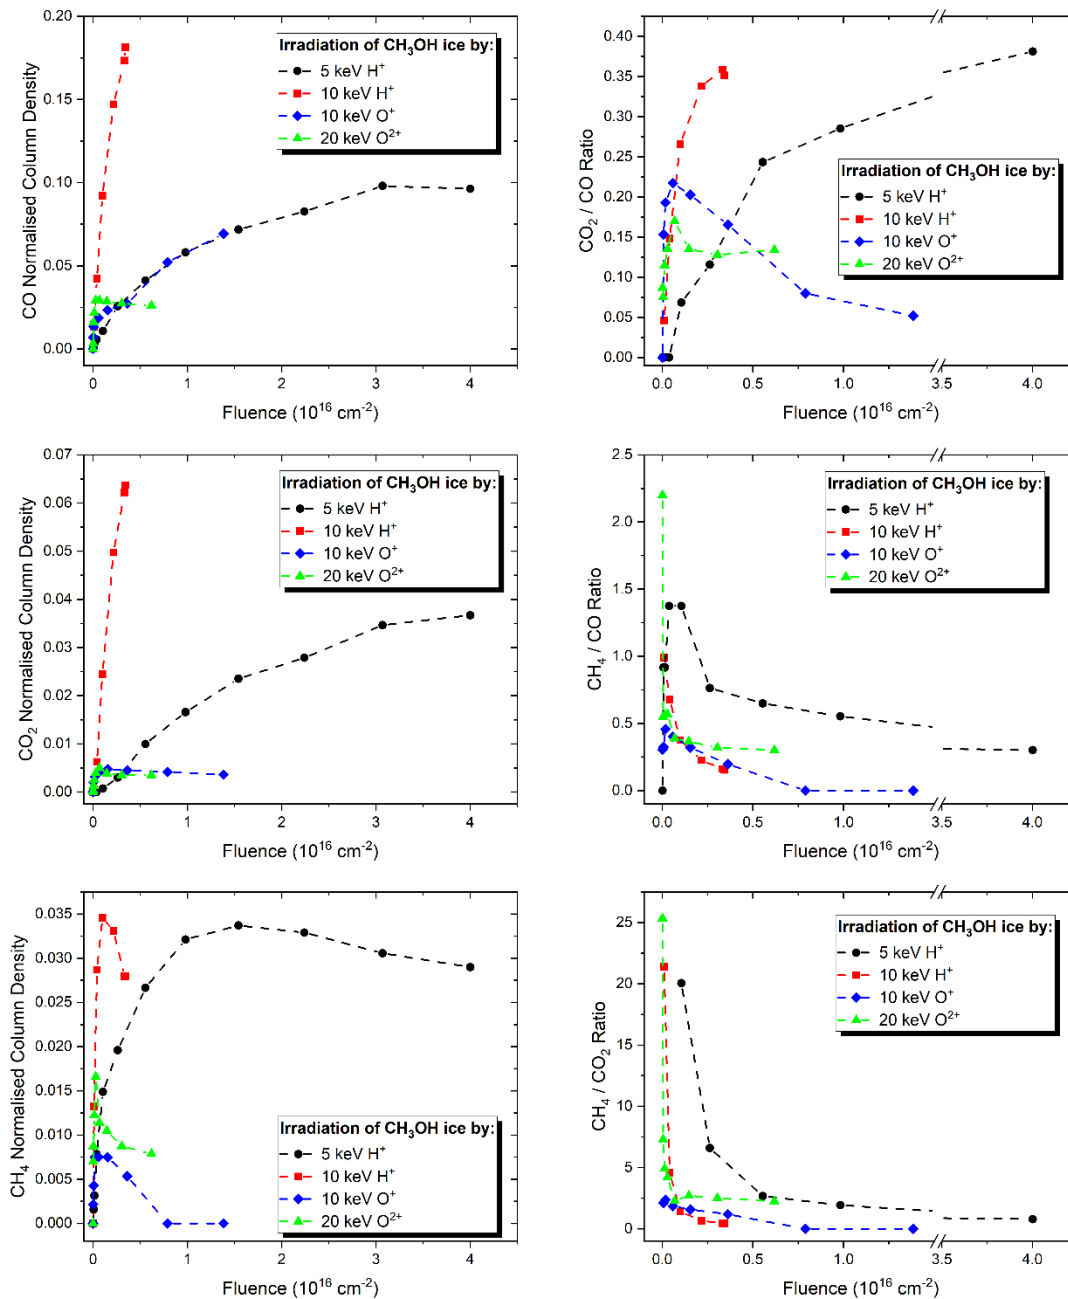 0.20
0.15
0.10
0.05
0.00
CO Normalised Column Density
0 1 2 3 4
Fluence (10¹⁶ cm⁻²)
Irradiation of CH₃OH ice by:
5 keV H⁺
10 keV H⁺
10 keV O⁺
20 keV O²⁺
0.40
0.35
0.30
0.25
0.20
0.15
0.10
0.05
0.00
CO₂ / CO Ratio
0.0 0.5 1.0 3.5 4.0
Fluence (10¹⁶ cm⁻²)
Irradiation of CH₃OH ice by:
5 keV H⁺
10 keV H⁺
10 keV O⁺
20 keV O²⁺
0.07
0.06
0.05
0.04
0.03
0.02
0.01
0.00
CO₂ Normalised Column Density
0 1 2 3 4
Fluence (10¹⁶ cm⁻²)
Irradiation of CH₃OH ice by:
5 keV H⁺
10 keV H⁺
10 keV O⁺
20 keV O²⁺
2.5
2.0
1.5
1.0
0.5
0.0
CH₄ / CO Ratio
0.0 0.5 1.0 3.5 4.0
Fluence (10¹⁶ cm⁻²)
Irradiation of CH₃OH ice by:
5 keV H⁺
10 keV H⁺
10 keV O⁺
20 keV O²⁺
0.035
0.030
0.025
0.020
0.015
0.010
0.005
0.000
CH₄ Normalised Column Density
0 1 2 3 4
Fluence (10¹⁶ cm⁻²)
Irradiation of CH₃OH ice by:
5 keV H⁺
10 keV H⁺
10 keV O⁺
20 keV O²⁺
25
20
15
10
5
0
CH₄ / CO₂ Ratio
0.0 0.5 1.0 3.5 4.0
Fluence (10¹⁶ cm⁻²)
Irradiation of CH₃OH ice by:
5 keV H⁺
10 keV H⁺
10 keV O⁺
20 keV O²⁺